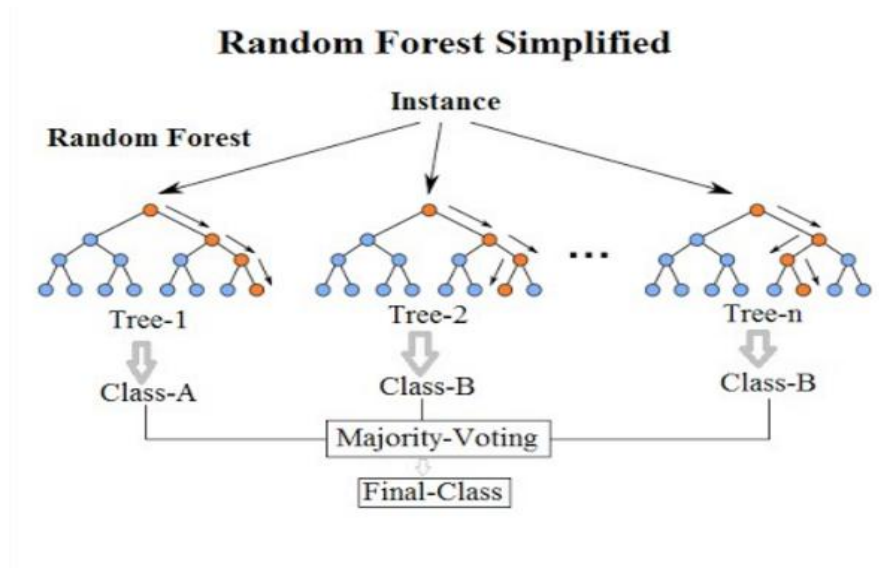 Random Forest Simplified
Instance
Random Forest
...
Tree-1
Tree-2
Tree-n
Class-A
Class-B
Class-B
Majority-Voting
Final-Class